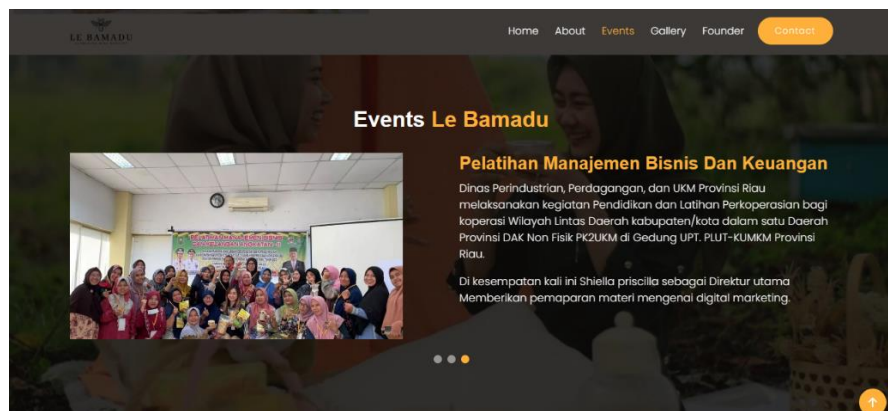 LE BAMADU
Home About Events Gallery Founder Contact
Events Le Bamadu
Pelatihan Manajemen Bisnis Dan Keuangan
Dinas Perindustrian, Perdagangan, dan UKM Provinsi Riau
melaksanakan kegiatan Pendidikan dan Latihan Perkoperasian bagi
koperasi Wilayah Lintas Daerah kabupaten/kota dalam satu Daerah
Provinsi DAK Non Fisik PK2UKM di Gedung UPT. PLUT-KUMKM Provinsi
Riau.
Di kesempatan kali ini Shiella priscilla sebagai Direktur utama
Memberikan pemaparan materi mengenai digital marketing.